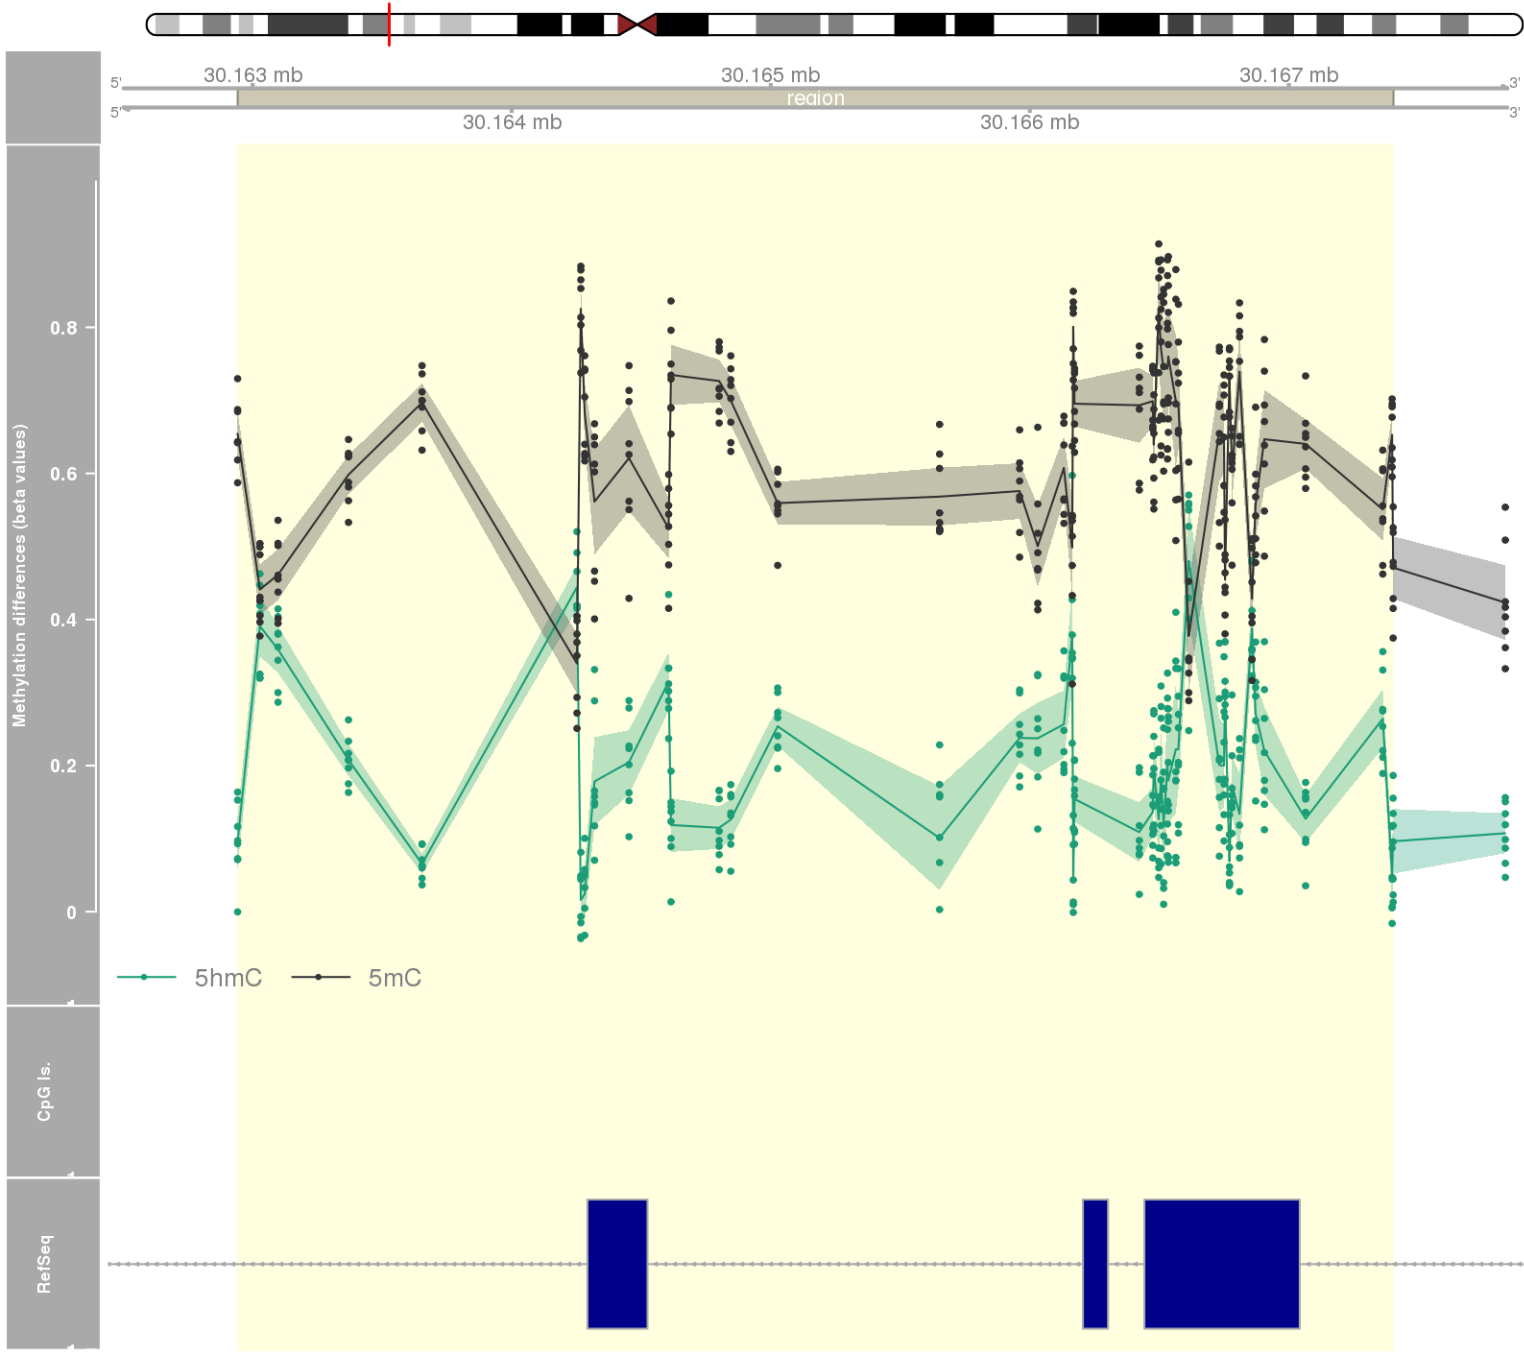 30.163 mb 30.165 mb 30.167 mb
5' 3'
region
5' 3'
30.164 mb 30.166 mb
Methylation differences (beta values)
0.8
0.6
0.4
0.2
0
5hmC 5mC
CpG Is.
RefSeq